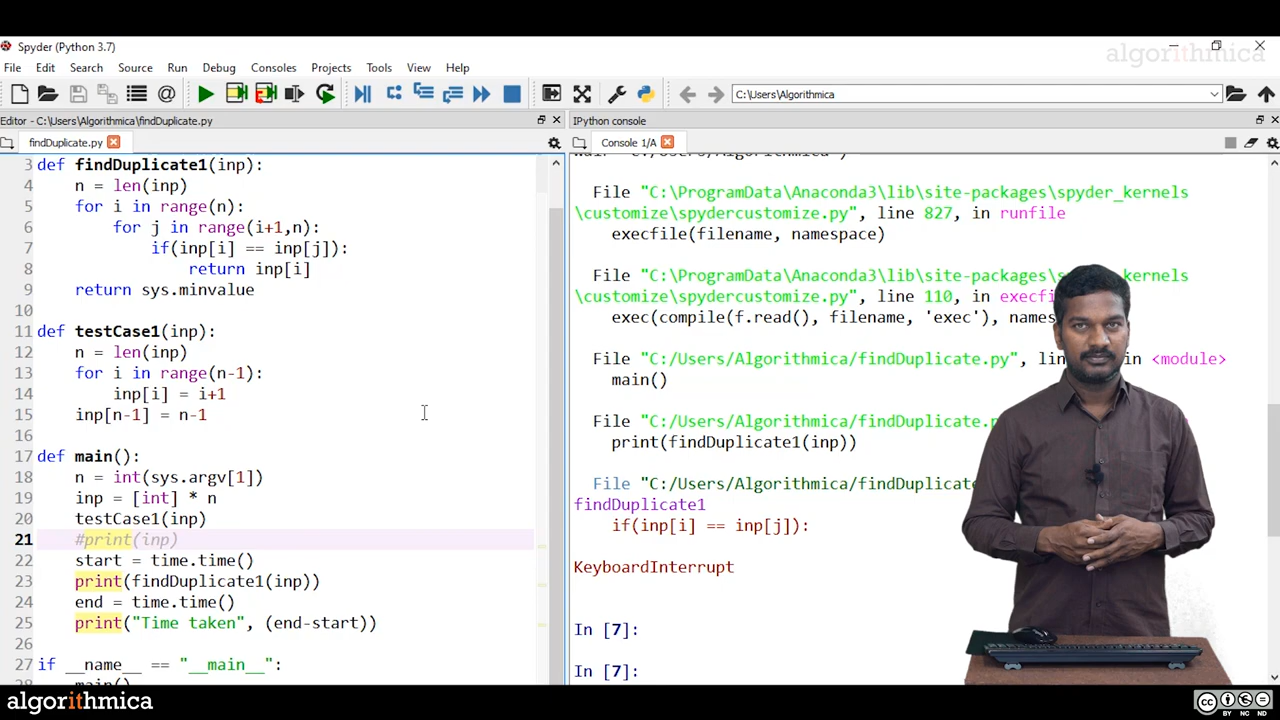 Spyder (Python 3.7)
algorithmica
File Edit Search Source Run Debug Consoles Projects Tools View Help
C:\Users\Algorithmica
Editor - C:\Users\Algorithmica\findDuplicate.py
findDuplicate.py
3 def findDuplicate1(inp):
4 n = len(inp)
5 for i in range(n):
6 for j in range(i+1,n):
7 if(inp[i] == inp[j]):
8 return inp[i]
9 return sys.minvalue
10
11 def testCase1(inp):
12 n = len(inp)
13 for i in range(n-1):
14 inp[i] = i+1
15 inp[n-1] = n-1
16
17 def main():
18 n = int(sys.argv[1])
19 inp = [int] * n
20 testCase1(inp)
21 #print(inp)
22 start = time.time()
23 print(findDuplicate1(inp))
24 end = time.time()
25 print("Time taken", (end-start))
26
27 if __name__ == "__main__":
28 main()
IPython console
Console 1/A
File "C:\ProgramData\Anaconda3\lib\site-packages\spyder_kernels
\customize\spydercustomize.py", line 827, in runfile
execfile(filename, namespace)
File "C:\ProgramData\Anaconda3\lib\site-packages\spyder_kernels
\customize\spydercustomize.py", line 110, in
exec(compile(f.read(), filename, 'exec'),
File "C:/Users/Algorithmica/findDuplicate.py", in <module>
main()
File "C:/Users/Algorithmica/findDuplicate.
print(findDuplicate1(inp))
File "C:/Users/Algorithmica/findDuplicate
findDuplicate1
if(inp[i] == inp[j]):
KeyboardInterrupt
In [7]:
In [7]:
algorithmica
CC BY NC ND